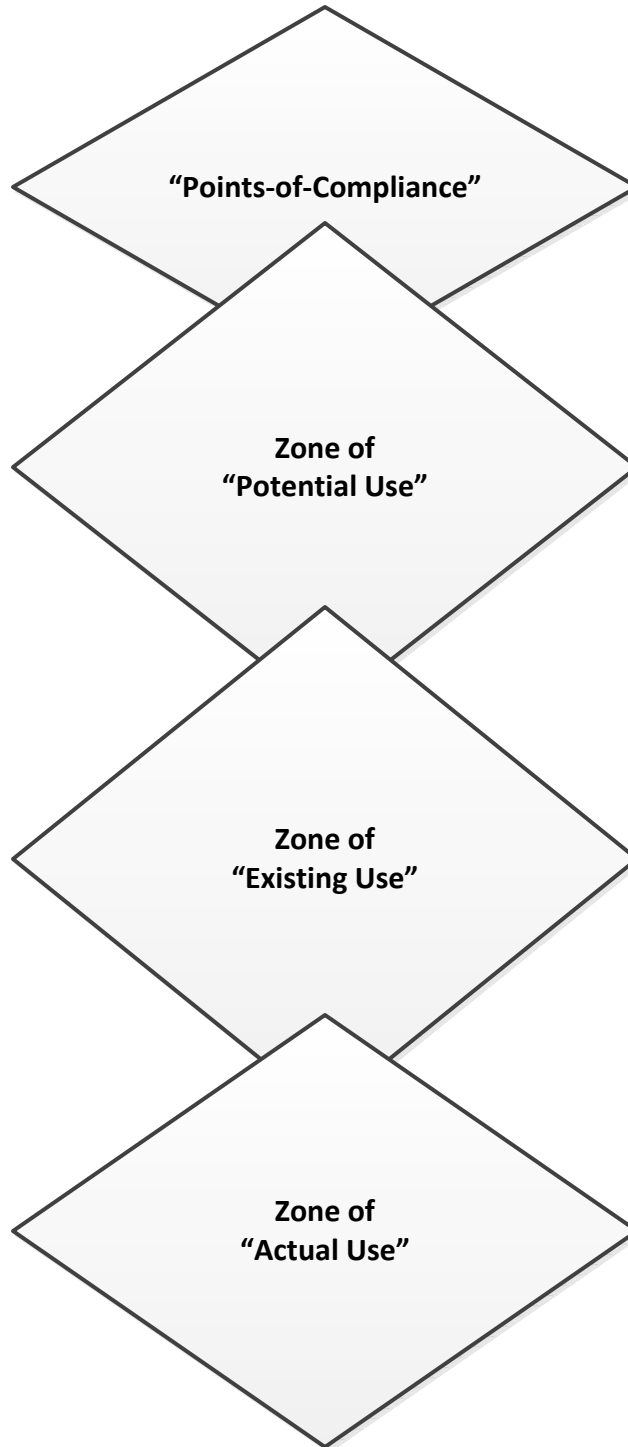 “Points-of-Compliance”
Zone of
“Potential Use”
Zone of
“Existing Use”
Zone of
“Actual Use”